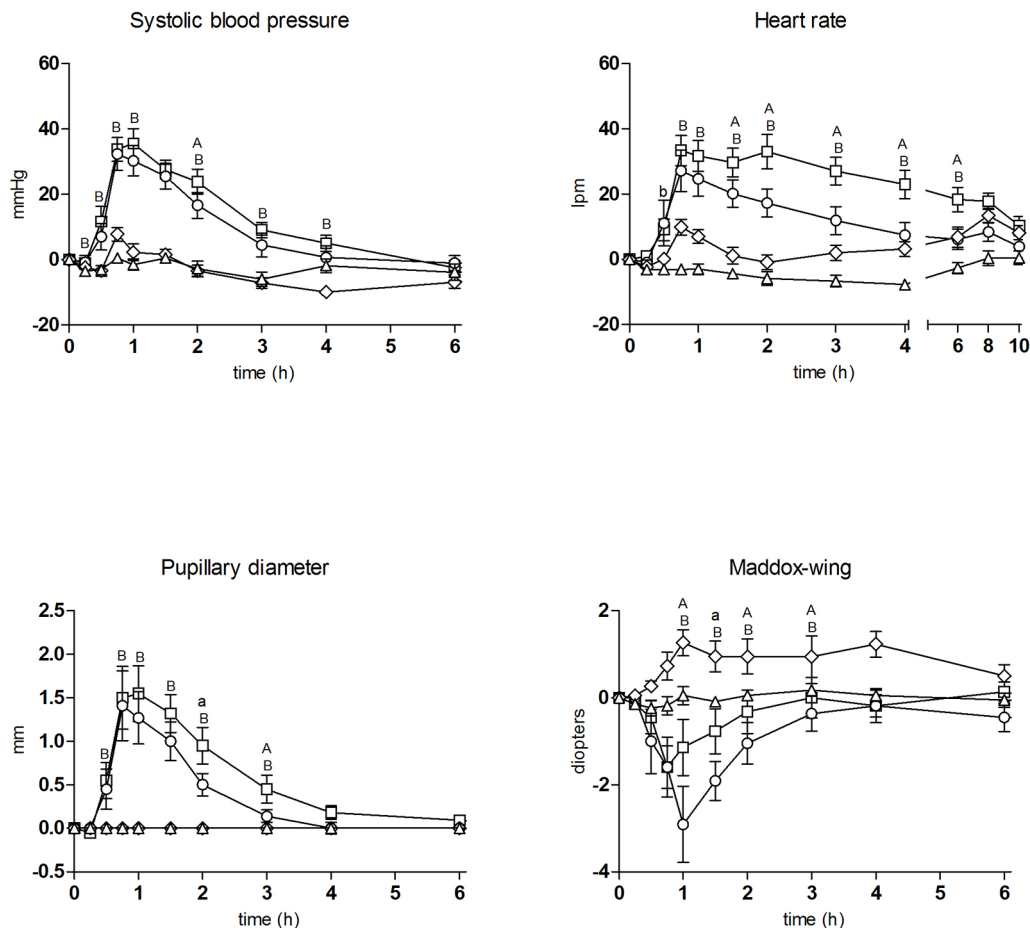 Systolic blood pressure
60
40
20
0
-20
mmHg
B
B
B
B
A
B
B
B
0
1
2
3
4
6
time (h)
Heart rate
60
40
20
0
-20
lpm
b
B
B
A
B
A
B
A
B
A
B
A
B
0
1
2
3
4
6
8
10
time (h)
Pupillary diameter
2.5
2.0
1.5
1.0
0.5
0.0
-0.5
mm
B
B
B
B
a
B
A
B
0
1
2
3
4
6
time (h)
Maddox-wing
2
0
-2
-4
diopters
A
B
a
B
A
B
A
B
0
1
2
3
4
6
time (h)